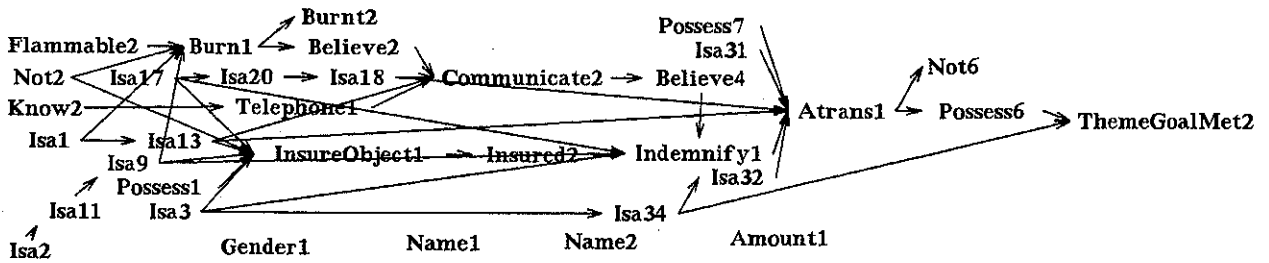 Burnt2
Possess7
Flammable2 Burn1 Believe2 Isa31
Not2 Isa17 Isa20 Isa18 Communicate2 Believe4 Not6
Know2 Telephone1 Atrans1 Possess6 ThemeGoalMet2
Isa1 Isa13
Isa9 InsureObject1 Insured2 Indemnify1
Possess1 Isa32
Isa11 Isa3 Isa34
Isa2 Gender1 Name1 Name2 Amount1